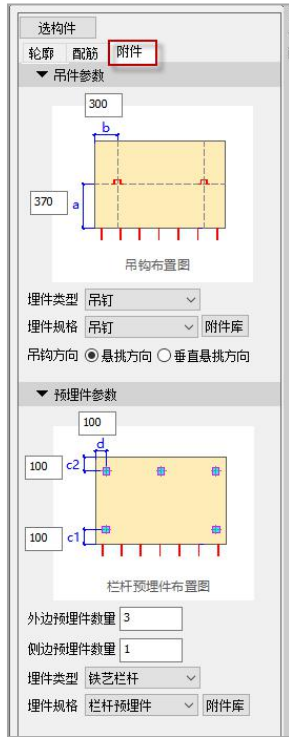 选构件
轮廓 配筋 附件
▼ 吊件参数
300
b
370 a
吊钩布置图
埋件类型 吊钉
埋件规格 吊钉 附件库
吊钩方向 悬挑方向 垂直悬挑方向
▼ 预埋件参数
100
d
100 c2
100 c1
栏杆预埋件布置图
外边预埋件数量 3
侧边预埋件数量 1
埋件类型 铁艺栏杆
埋件规格 栏杆预埋件 附件库